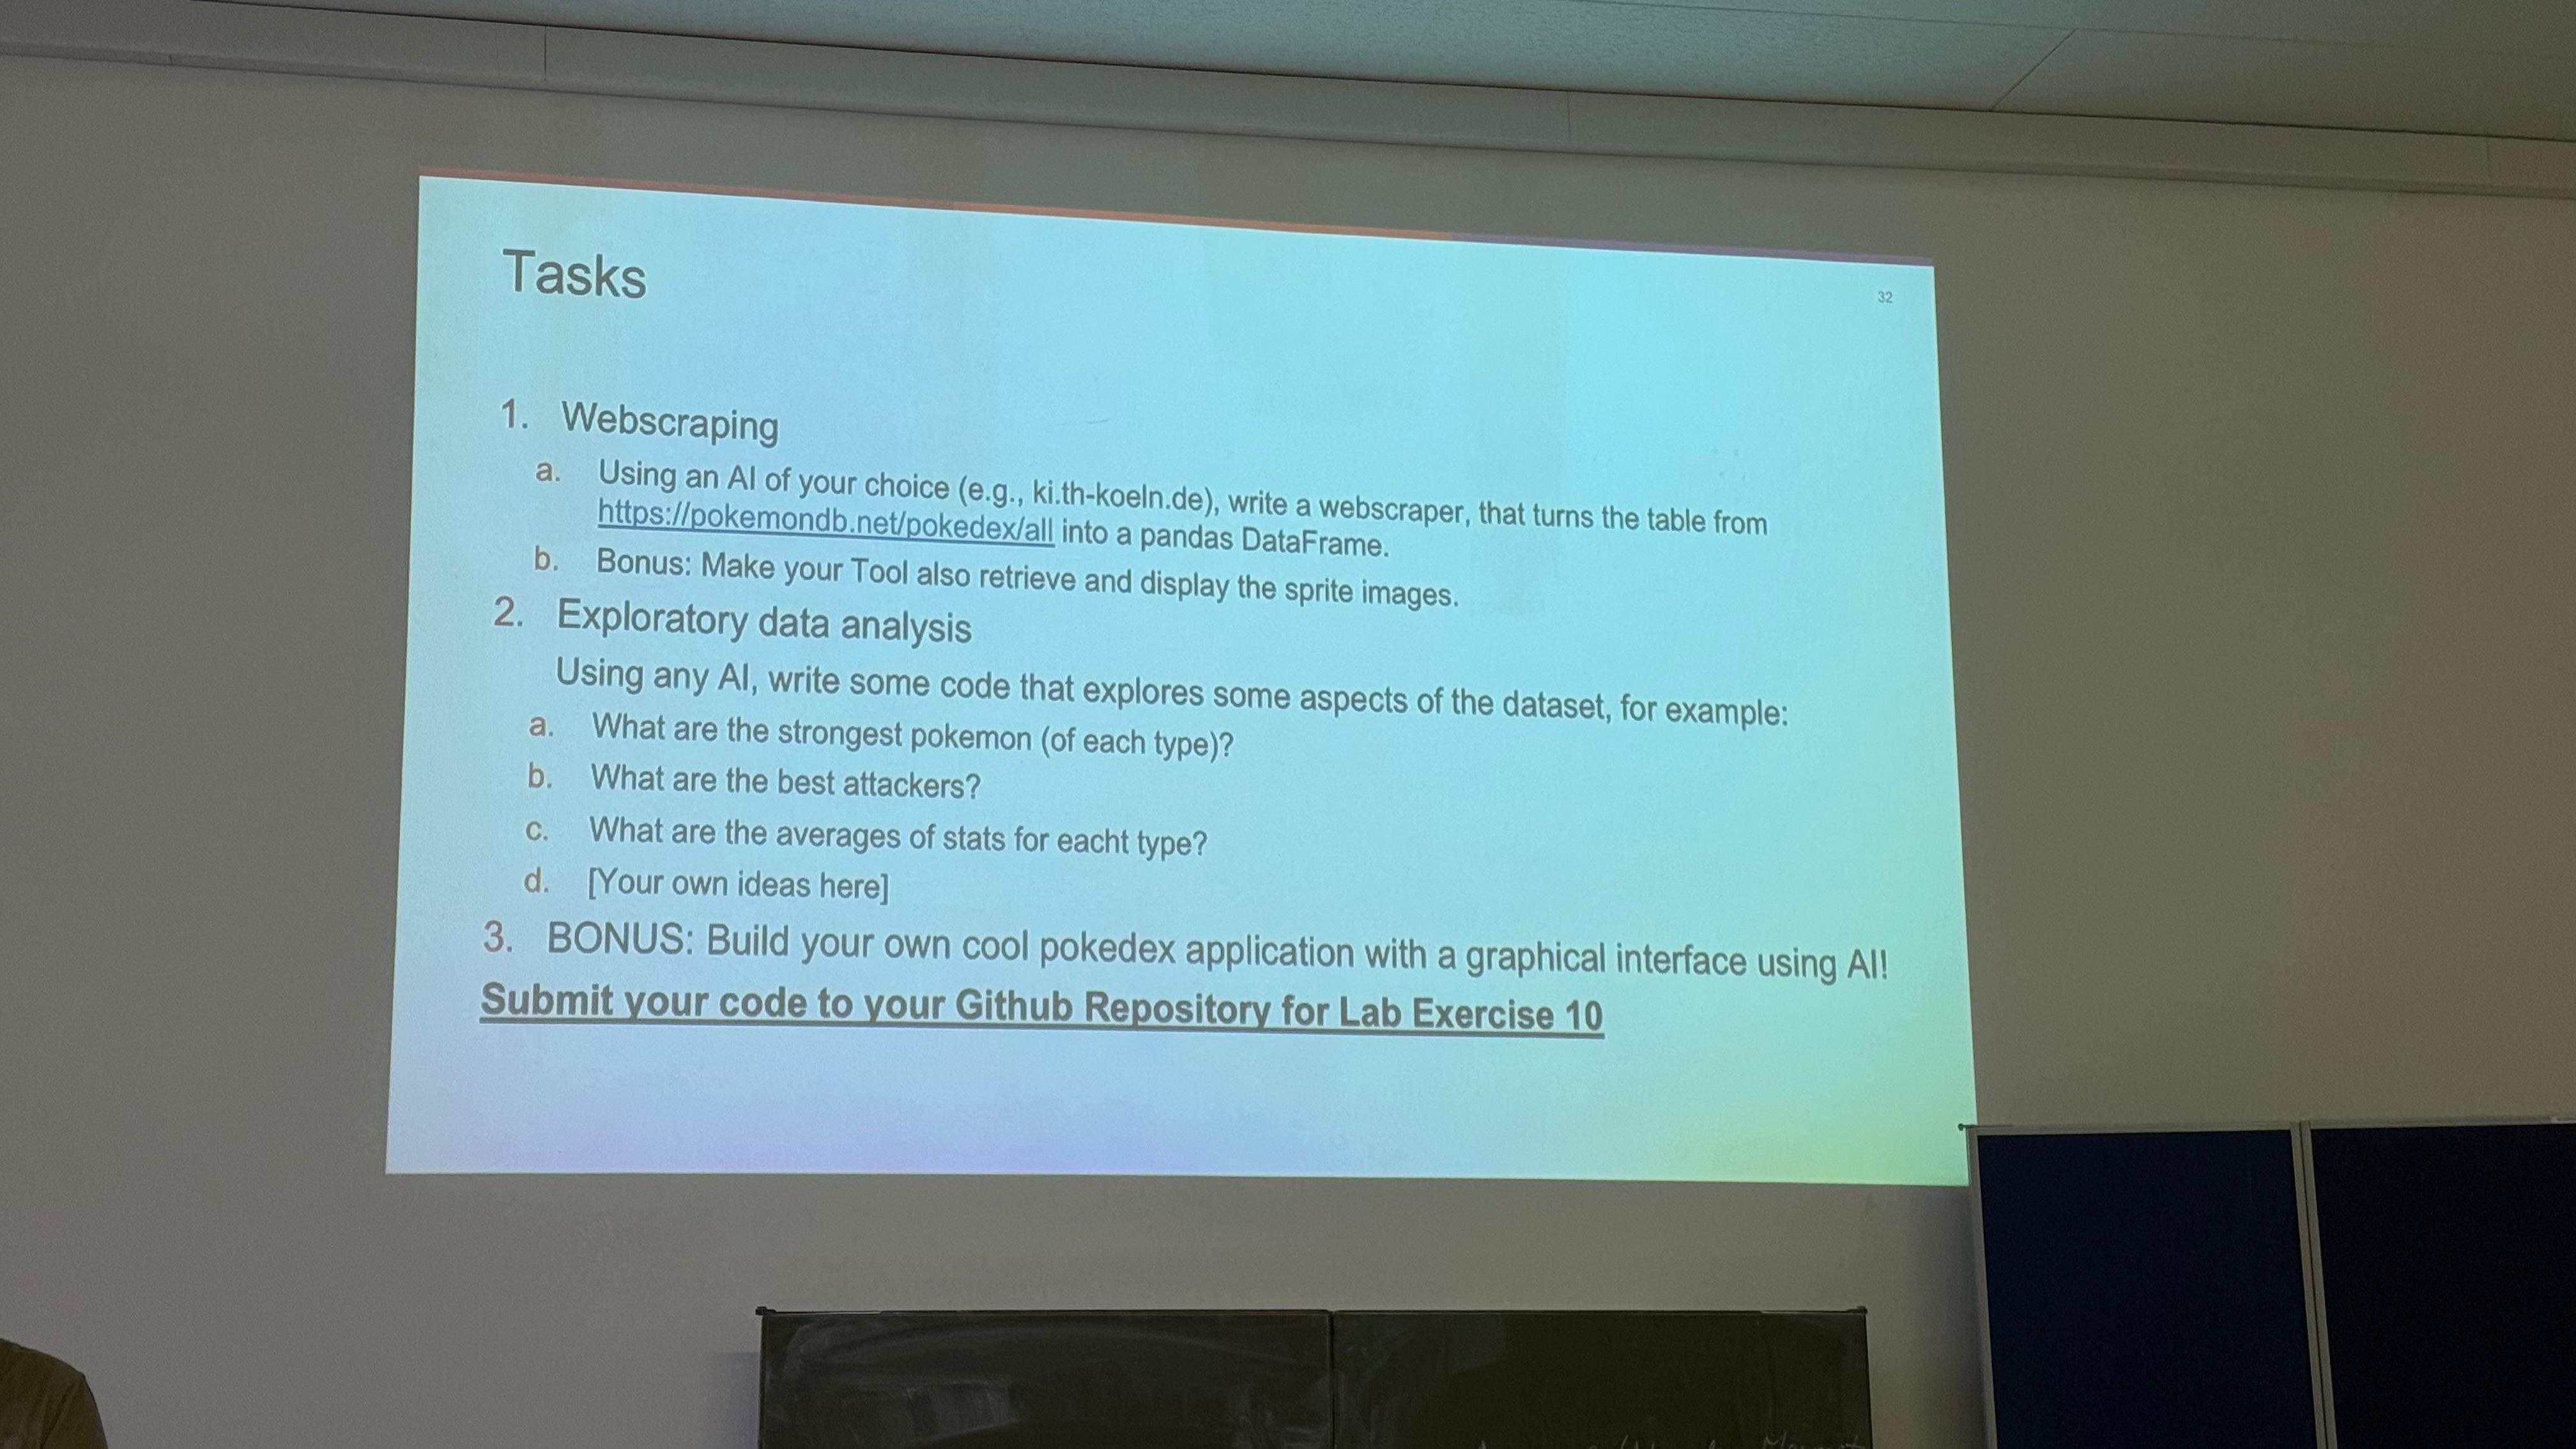 Tasks
32
1. Webscraping
a. Using an AI of your choice (e.g., ki.th-koeln.de), write a webscraper, that turns the table from
https://pokemondb.net/pokedex/all into a pandas DataFrame.
b. Bonus: Make your Tool also retrieve and display the sprite images.
2. Exploratory data analysis
Using any AI, write some code that explores some aspects of the dataset, for example:
a. What are the strongest pokemon (of each type)?
b. What are the best attackers?
c. What are the averages of stats for eacht type?
d. [Your own ideas here]
3. BONUS: Build your own cool pokedex application with a graphical interface using AI!
Submit your code to your Github Repository for Lab Exercise 10